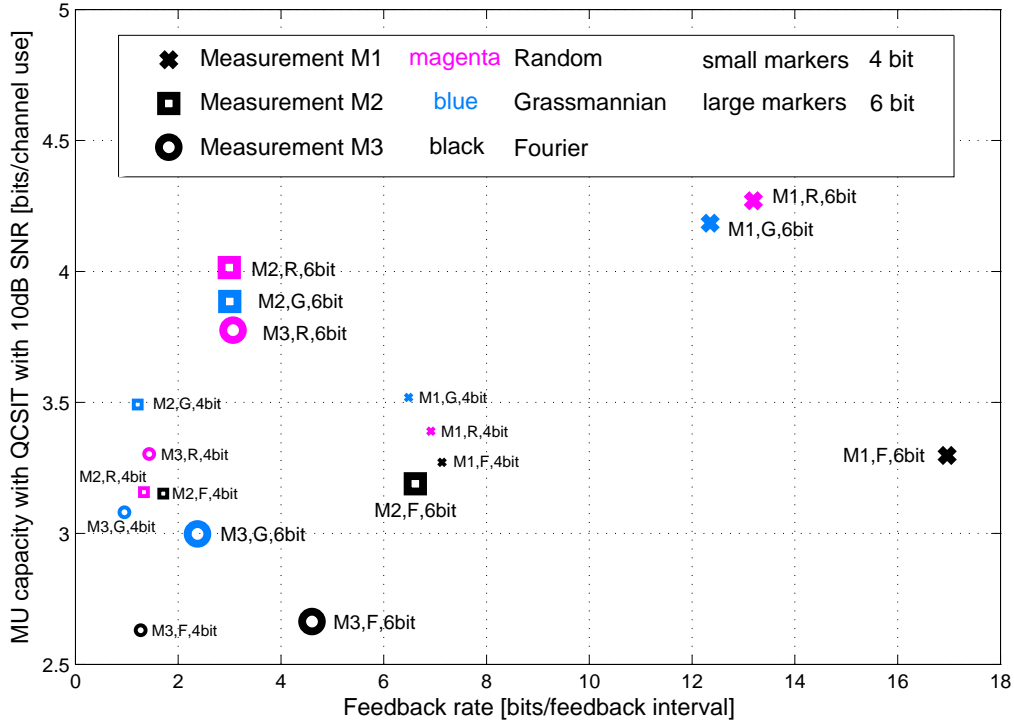 MU capacity with QCSIT with 10dB SNR [bits/channel use]
5
4.5
4
3.5
3
2.5
Measurement M1 magenta Random small markers 4 bit
Measurement M2 blue Grassmannian large markers 6 bit
Measurement M3 black Fourier
M1,R,6bit
M1,G,6bit
M2,R,6bit
M2,G,6bit
M3,R,6bit
M2,G,4bit
M1,G,4bit
M1,R,4bit
M3,R,4bit
M1,F,4bit
M1,F,6bit
M2,R,4bit
M2,F,4bit
M2,F,6bit
M3,G,4bit
M3,G,6bit
M3,F,4bit
M3,F,6bit
0 2 4 6 8 10 12 14 16 18
Feedback rate [bits/feedback interval]